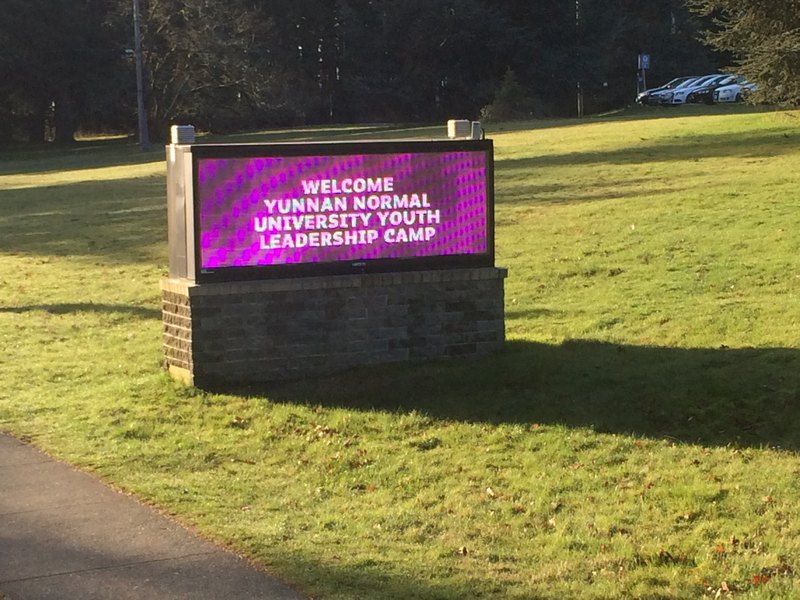 WELCOME
YUNNAN NORMAL
UNIVERSITY YOUTH
LEADERSHIP CAMP